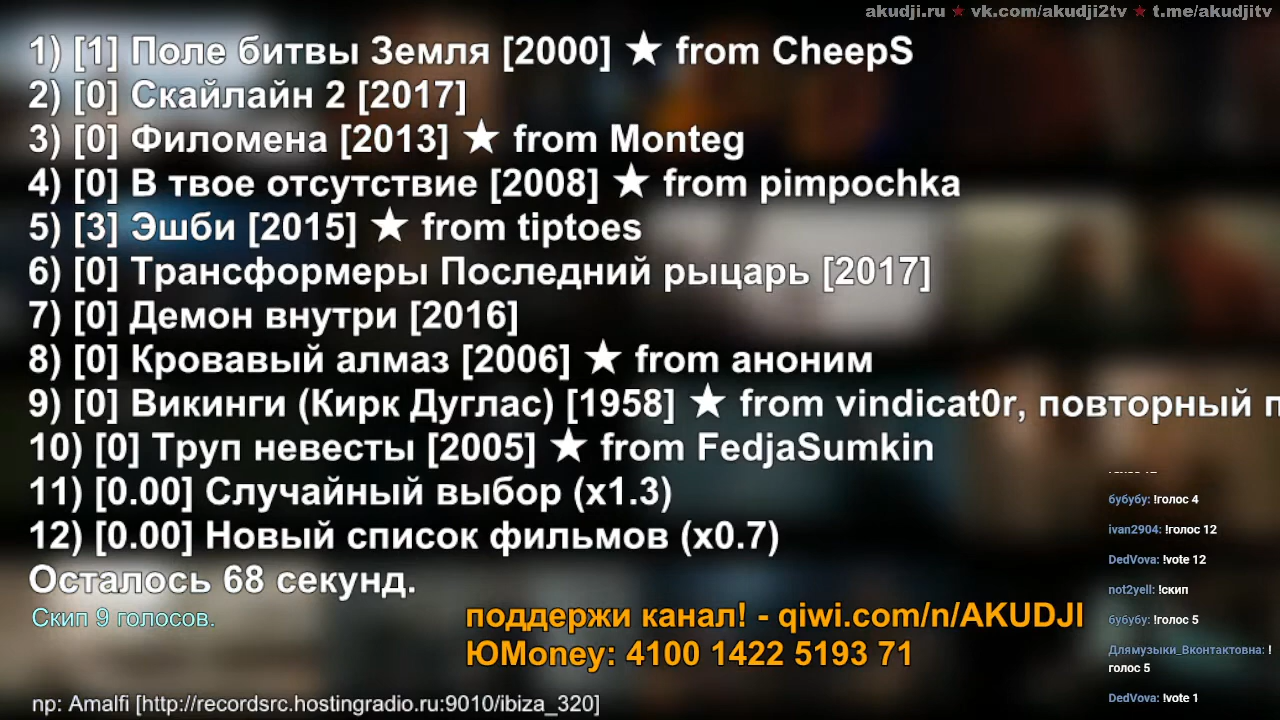 akudji.ru ★ vk.com/akudji2tv ★ t.me/akudjitv
1) [1] Поле битвы Земля [2000] ★ from CheepS
2) [0] Скайлайн 2 [2017]
3) [0] Филомена [2013] ★ from Monteg
4) [0] В твое отсутствие [2008] ★ from pimpochka
5) [3] Эшби [2015] ★ from tiptoes
6) [0] Трансформеры Последний рыцарь [2017]
7) [0] Демон внутри [2016]
8) [0] Кровавый алмаз [2006] ★ from аноним
9) [0] Викинги (Кирк Дуглас) [1958] ★ from vindicat0r, повторный
10) [0] Труп невесты [2005] ★ from FedjaSumkin
11) [0.00] Случайный выбор (x1.3)
12) [0.00] Новый список фильмов (x0.7)
Осталось 68 секунд.
Скип 9 голосов.
поддержи канал! - qiwi.com/n/AKUDJI
ЮMoney: 4100 1422 5193 71
np: Amalfi [http://recordsrc.hostingradio.ru:9010/ibiza_320]
бубубу: !голос 4
ivan2904: !голос 12
DedVova: !vote 12
not2yell: !скип
бубубу: !голос 5
Длямузыки_Вконтактовна: !
голос 5
DedVova: !vote 1